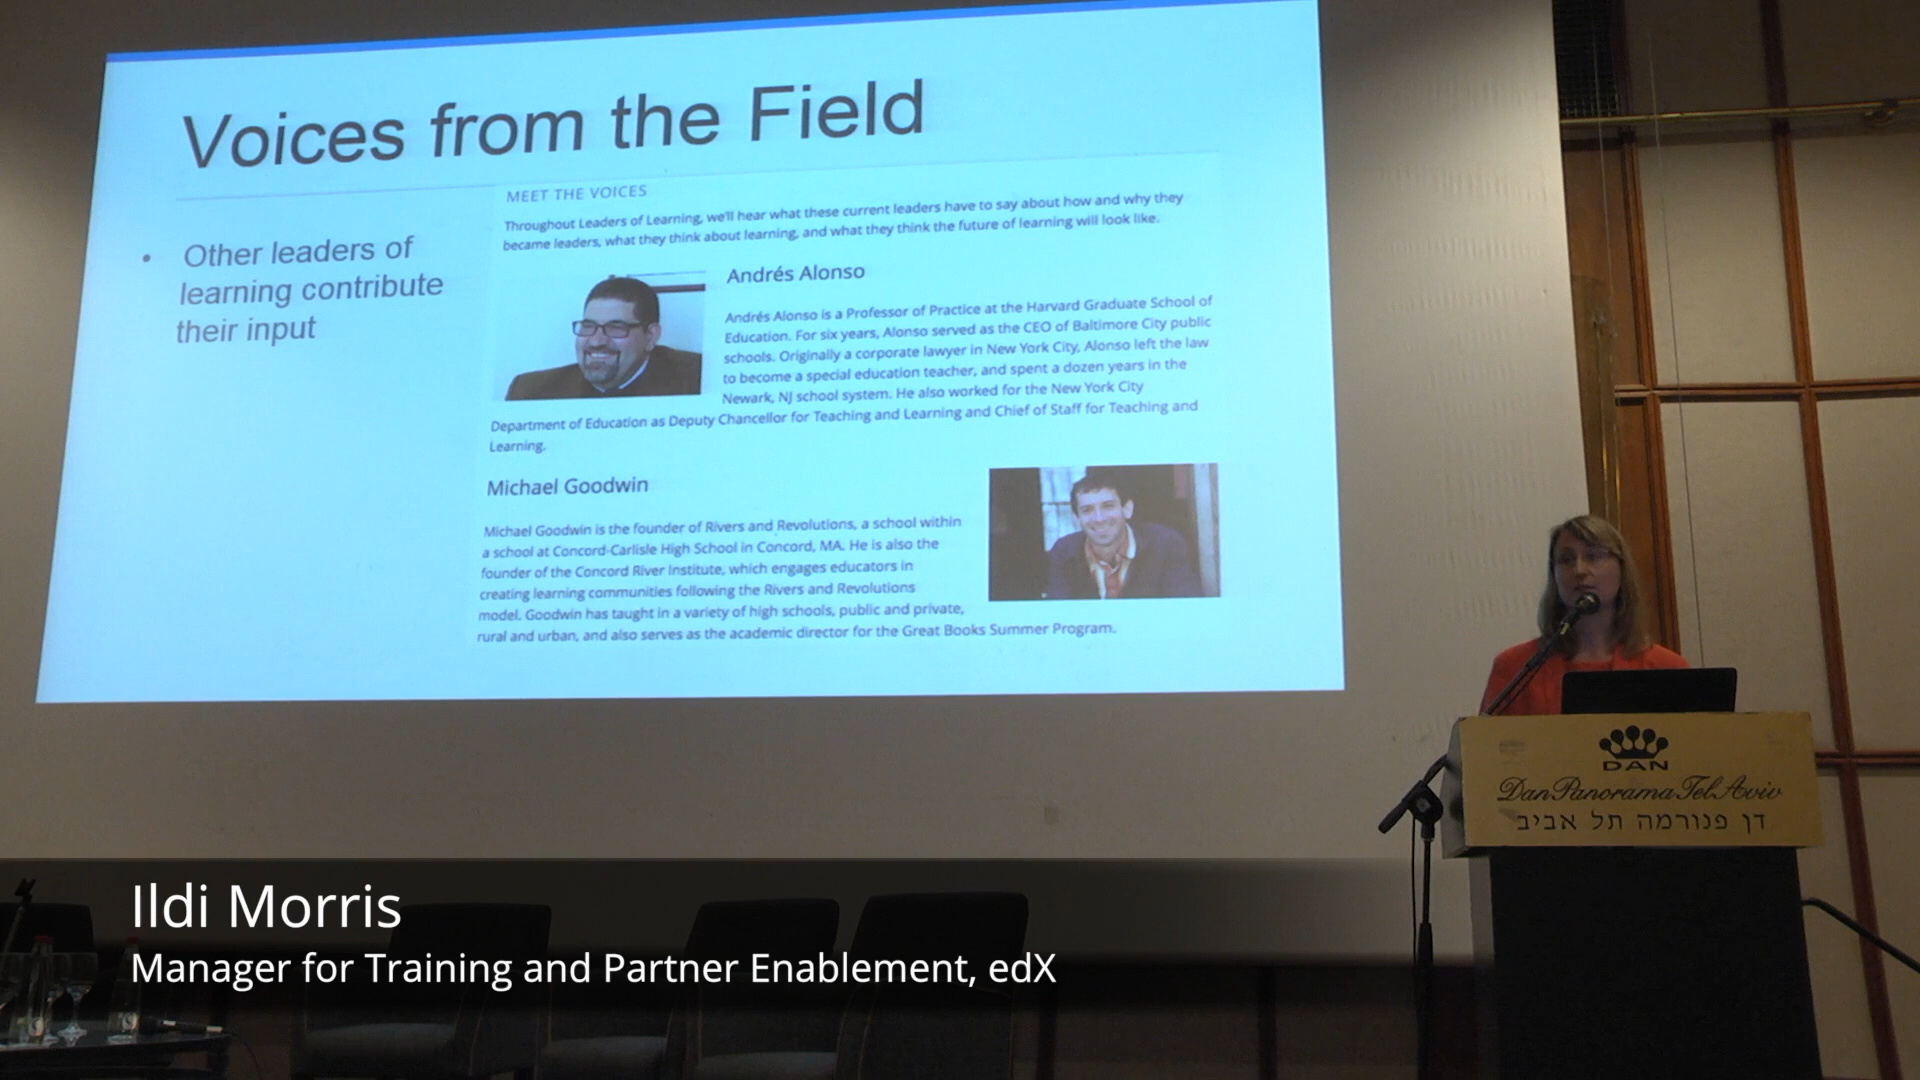 Voices from the Field
• Other leaders of
learning contribute
their input
MEET THE VOICES
Throughout Leaders of Learning, we'll hear what these current leaders have to say about how and why they
became leaders, what they think about learning, and what they think the future of learning will look like.
Andrés Alonso
Andrés Alonso is a Professor of Practice at the Harvard Graduate School of
Education. For six years, Alonso served as the CEO of Baltimore City public
schools. Originally a corporate lawyer in New York City, Alonso left the law
to become a special education teacher, and spent a dozen years in the
Newark, NJ school system. He also worked for the New York City
Department of Education as Deputy Chancellor for Teaching and Learning and Chief of Staff for Teaching and
Learning.
Michael Goodwin
Michael Goodwin is the founder of Rivers and Revolutions, a school within
a school at Concord-Carlisle High School in Concord, MA. He is also the
founder of the Concord River Institute, which engages educators in
creating learning communities following the Rivers and Revolutions
model. Goodwin has taught in a variety of high schools, public and private,
rural and urban, and also serves as the academic director for the Great Books Summer Program.
DAN
Dan Panorama Tel Aviv
דן פנורמה תל אביב
Ildi Morris
Manager for Training and Partner Enablement, edX